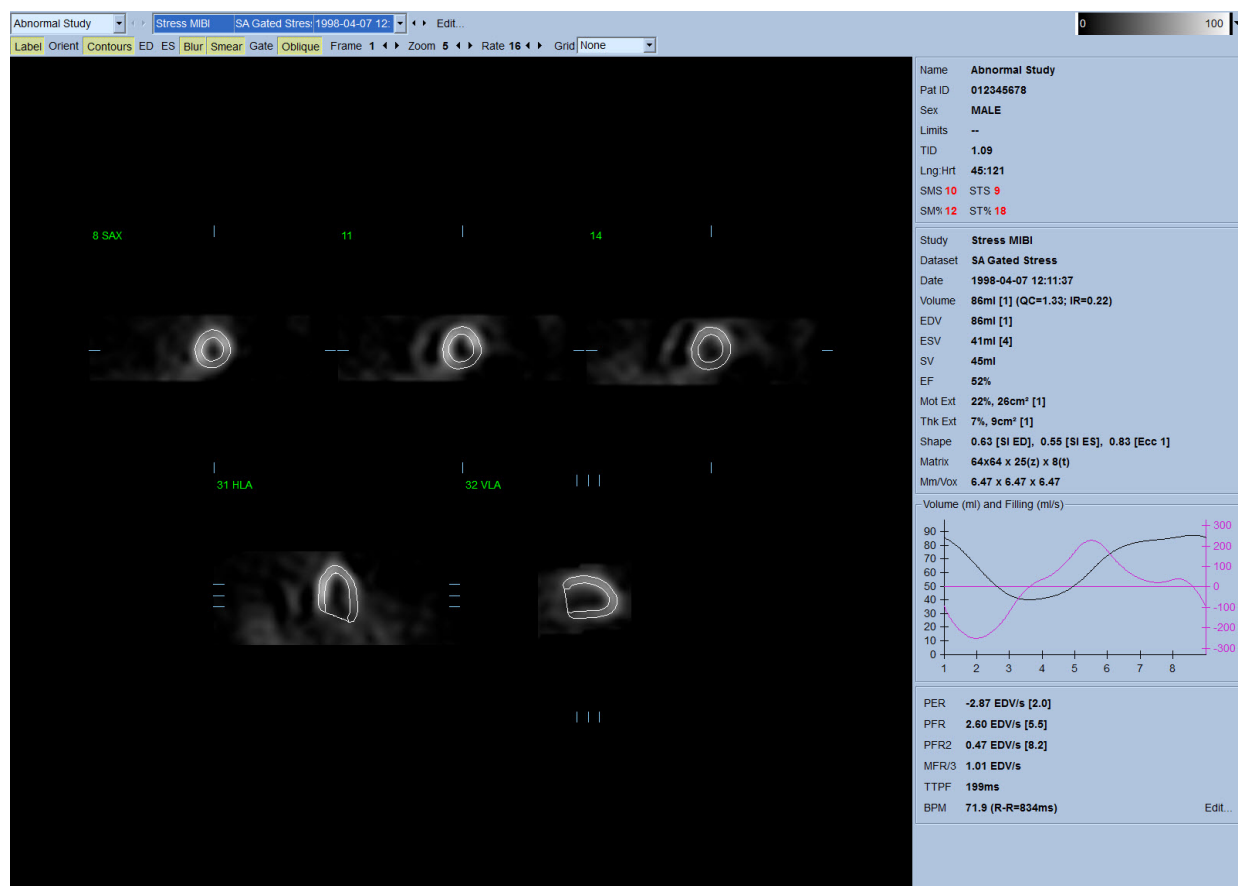 Abnormal Study Stress MIBI SA Gated Stres: 1998-04-07 12: Edit... 0 100
Label Orient Contours ED ES Blur Smear Gate Oblique Frame 1 Zoom 5 Rate 16 Grid None
Name Abnormal Study
Pat ID 012345678
Sex MALE
Limits --
TID 1.09
Lng:Hrt 45:121
SMS 10 STS 9
SM% 12 ST% 18
8 SAX 11 14
31 HLA 32 VLA
Study Stress MIBI
Dataset SA Gated Stress
Date 1998-04-07 12:11:37
Volume 86ml [1] (QC=1.33; IR=0.22)
EDV 86ml [1]
ESV 41ml [4]
SV 45ml
EF 52%
Mot Ext 22%, 26cm² [1]
Thk Ext 7%, 9cm² [1]
Shape 0.63 [SI ED], 0.55 [SI ES], 0.83 [Ecc 1]
Matrix 64x64 x 25(z) x 8(t)
Mm/Vox 6.47 x 6.47 x 6.47
Volume (ml) and Filling (ml/s)
90 300
80 200
70
60 100
50 0
40
30 -100
20 -200
10
0 -300
1 2 3 4 5 6 7 8
PER -2.87 EDV/s [2.0]
PFR 2.60 EDV/s [5.5]
PFR2 0.47 EDV/s [8.2]
MFR/3 1.01 EDV/s
TTPF 199ms
BPM 71.9 (R-R=834ms) Edit...